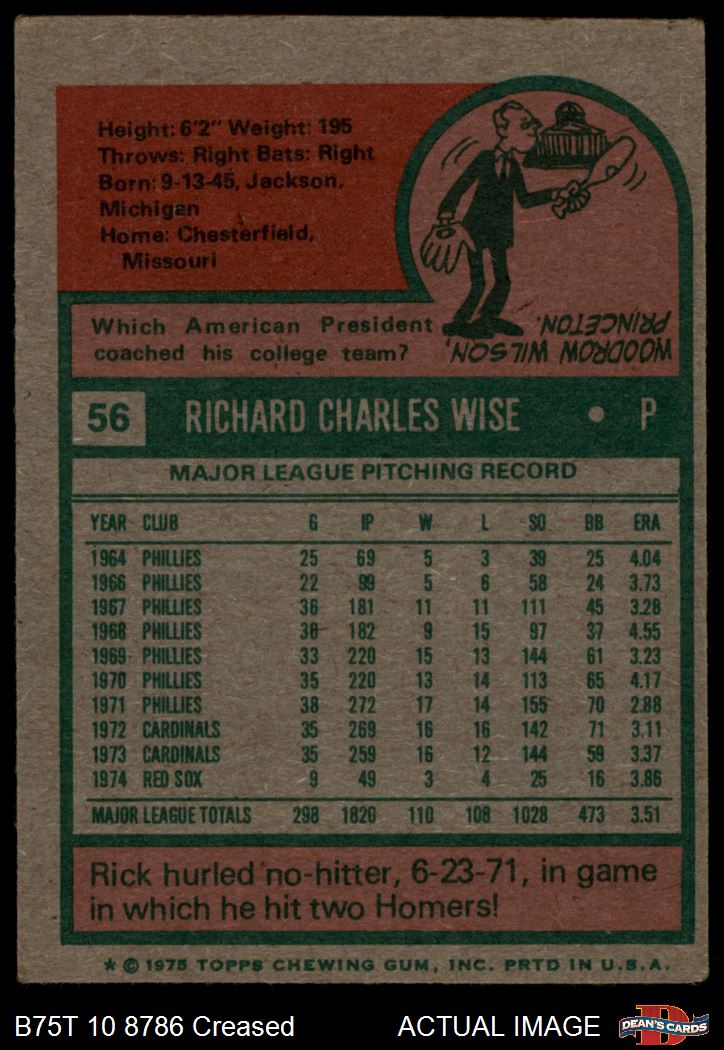 Height: 6'2" Weight: 195
Throws: Right Bats: Right
Born: 9-13-45, Jackson,
Michigan
Home: Chesterfield,
Missouri
Which American President
coached his college team?
WOODROW WILSON,
PRINCETON.
56 RICHARD CHARLES WISE • P
MAJOR LEAGUE PITCHING RECORD
YEAR CLUB G IP W L SO BB ERA
1964 PHILLIES 25 69 5 3 39 25 4.04
1966 PHILLIES 22 99 5 6 58 24 3.73
1967 PHILLIES 36 181 11 11 111 45 3.28
1968 PHILLIES 30 182 9 15 97 37 4.55
1969 PHILLIES 33 220 15 13 144 61 3.23
1970 PHILLIES 35 220 13 14 113 65 4.17
1971 PHILLIES 38 272 17 14 155 70 2.88
1972 CARDINALS 35 269 16 16 142 71 3.11
1973 CARDINALS 35 259 16 12 144 59 3.37
1974 RED SOX 9 49 3 4 25 16 3.86
MAJOR LEAGUE TOTALS 298 1820 110 108 1028 473 3.51
Rick hurled no-hitter, 6-23-71, in game
in which he hit two Homers!
* © 1975 TOPPS CHEWING GUM, INC. PRTD IN U.S.A.
B75T 10 8786 Creased ACTUAL IMAGE D DEAN'S CARDS